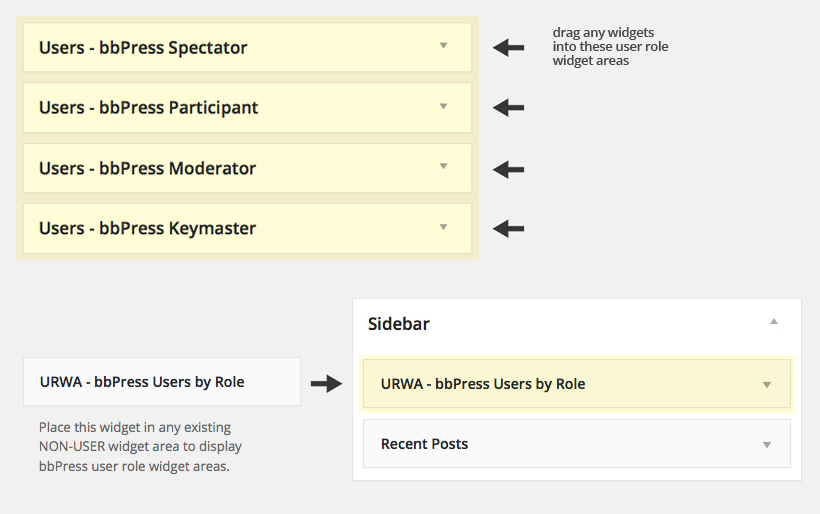 Users - bbPress Spectator
drag any widgets
into these user role
widget areas
Users - bbPress Participant
Users - bbPress Moderator
Users - bbPress Keymaster
Sidebar
URWA - bbPress Users by Role
URWA - bbPress Users by Role
Place this widget in any existing
NON-USER widget area to display
bbPress user role widget areas.
Recent Posts